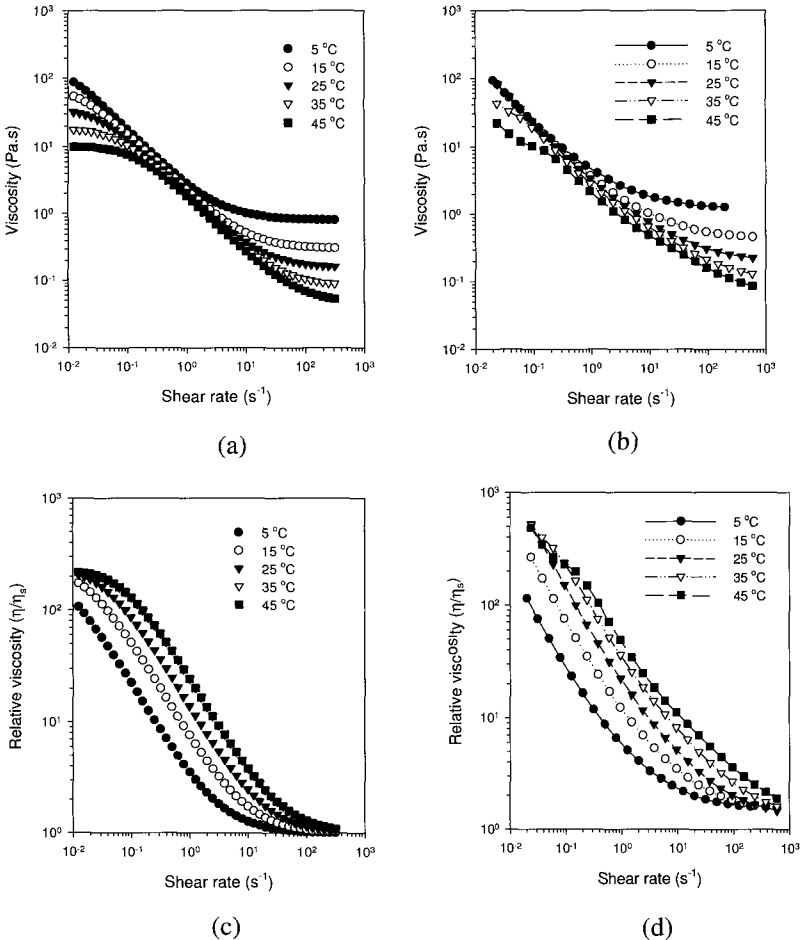 10³
10²
10¹
10⁰
10⁻¹
10⁻²
Viscosity (Pa.s)
5 °C
15 °C
25 °C
35 °C
45 °C
10⁻² 10⁻¹ 10⁰ 10¹ 10² 10³
Shear rate (s⁻¹)
(a)
10³
10²
10¹
10⁰
10⁻¹
10⁻²
Viscosity (Pa.s)
5 °C
15 °C
25 °C
35 °C
45 °C
10⁻² 10⁻¹ 10⁰ 10¹ 10² 10³
Shear rate (s⁻¹)
(b)
10³
10²
10¹
10⁰
Relative viscosity (η/ηₛ)
5 °C
15 °C
25 °C
35 °C
45 °C
10⁻² 10⁻¹ 10⁰ 10¹ 10² 10³
Shear rate (s⁻¹)
(c)
10³
10²
10¹
10⁰
Relative viscosity (η/ηₛ)
5 °C
15 °C
25 °C
35 °C
45 °C
10⁻² 10⁻¹ 10⁰ 10¹ 10² 10³
Shear rate (s⁻¹)
(d)